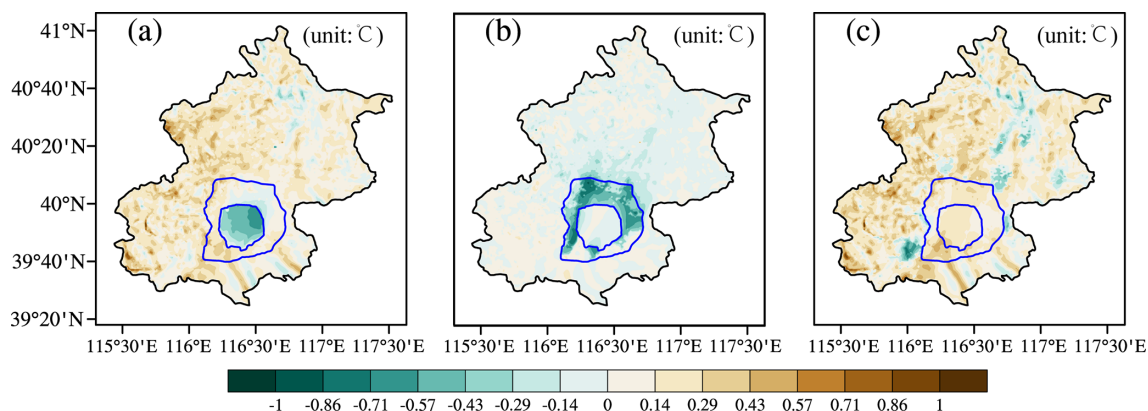 (a) (unit:℃)
(b) (unit:℃)
(c) (unit:℃)
41°N
40°40'N
40°20'N
40°N
39°40'N
39°20'N
115°30'E 116°E 116°30'E 117°E 117°30'E
115°30'E 116°E 116°30'E 117°E 117°30'E
115°30'E 116°E 116°30'E 117°E 117°30'E
-1 -0.86 -0.71 -0.57 -0.43 -0.29 -0.14 0 0.14 0.29 0.43 0.57 0.71 0.86 1